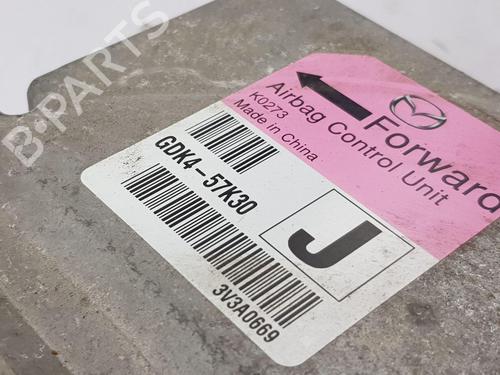 Forward
Airbag Control Unit
K0273
Made in China
GDK4-57K30
J
3V3A0669
B-PARTS